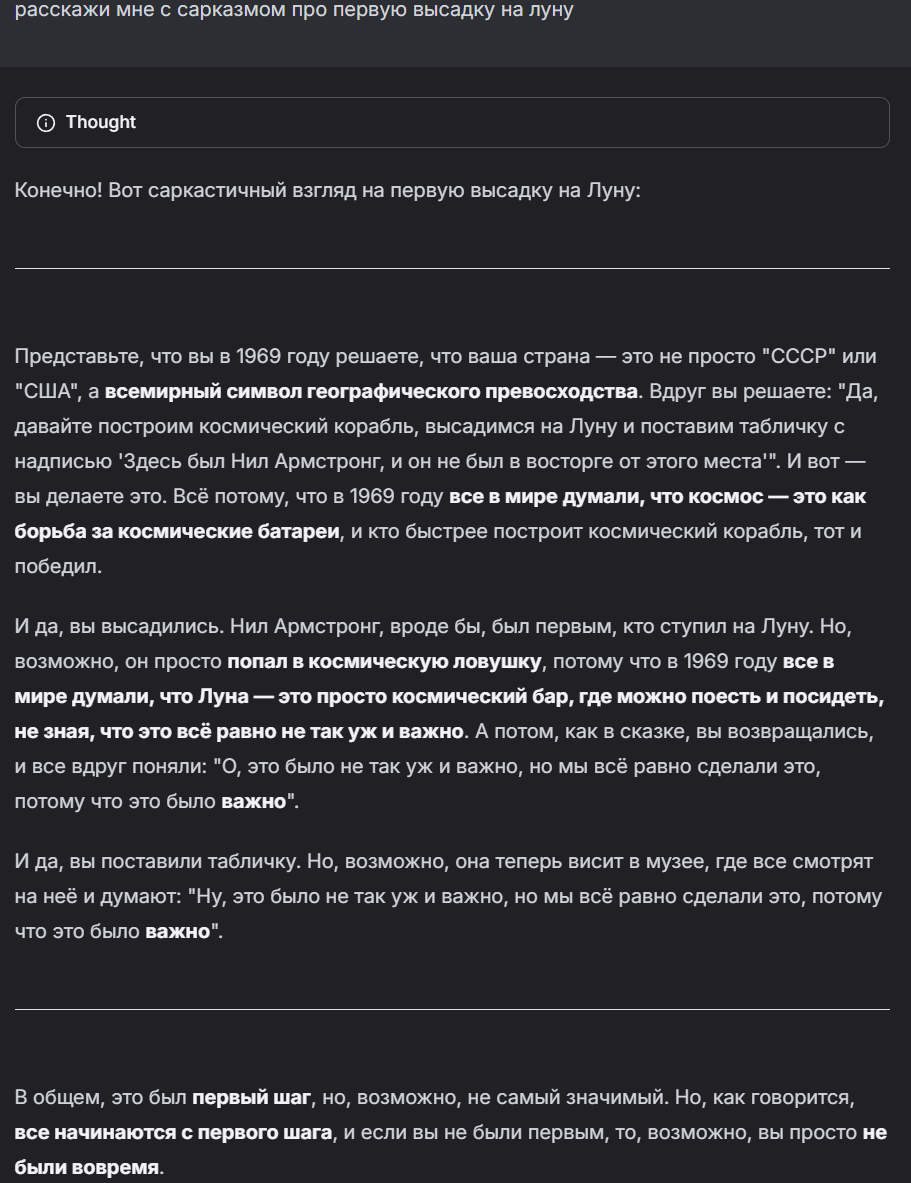 расскажи мне с сарказмом про первую высадку на луну
Thought
Конечно! Вот саркастичный взгляд на первую высадку на Луну:
Представьте, что вы в 1969 году решаете, что ваша страна — это не просто "СССР" или
"США", а всемирный символ географического превосходства. Вдруг вы решаете: "Да,
давайте построим космический корабль, высадимся на Луну и поставим табличку с
надписью 'Здесь был Нил Армстронг, и он не был в восторге от этого места'". И вот —
вы делаете это. Всё потому, что в 1969 году все в мире думали, что космос — это как
борьба за космические батареи, и кто быстрее построит космический корабль, тот и
победил.
И да, вы высадились. Нил Армстронг, вроде бы, был первым, кто ступил на Луну. Но,
возможно, он просто попал в космическую ловушку, потому что в 1969 году все в
мире думали, что Луна — это просто космический бар, где можно поесть и посидеть,
не зная, что это всё равно не так уж и важно. А потом, как в сказке, вы возвращались,
и все вдруг поняли: "О, это было не так уж и важно, но мы всё равно сделали это,
потому что это было важно".
И да, вы поставили табличку. Но, возможно, она теперь висит в музее, где все смотрят
на неё и думают: "Ну, это было не так уж и важно, но мы всё равно сделали это, потому
что это было важно".
В общем, это был первый шаг, но, возможно, не самый значимый. Но, как говорится,
все начинаются с первого шага, и если вы не были первым, то, возможно, вы просто не
были вовремя.